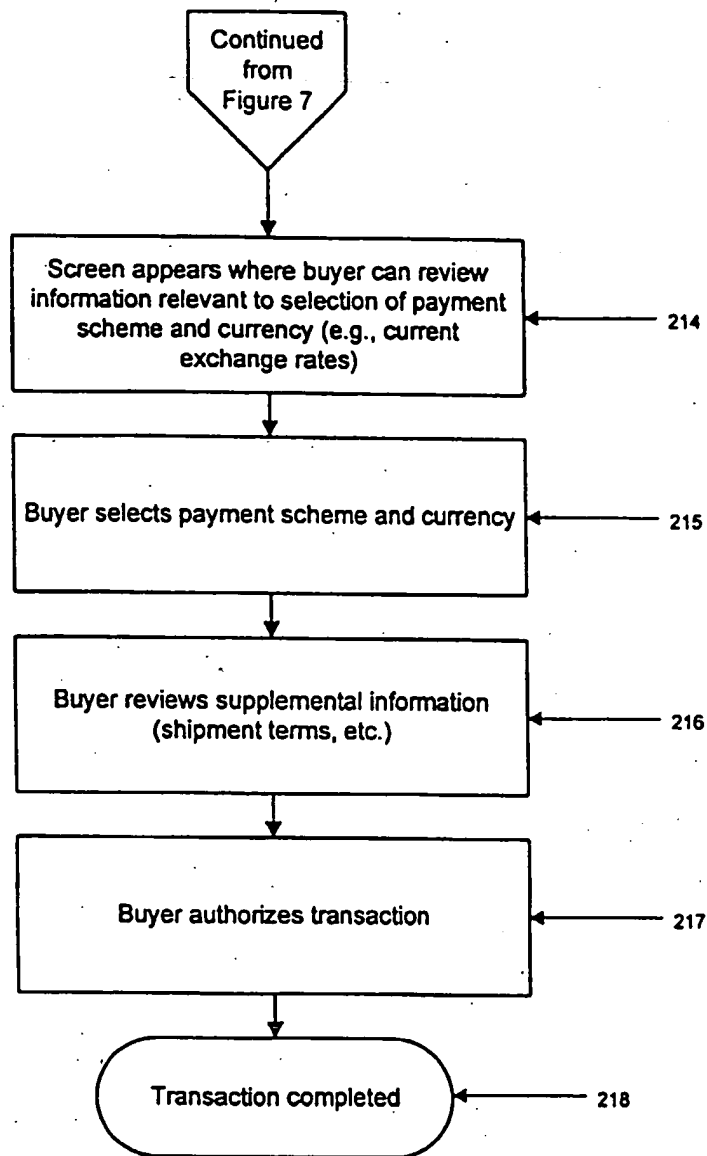 Continued
from
Figure 7
Screen appears where buyer can review
information relevant to selection of payment
scheme and currency (e.g., current
exchange rates)
214
Buyer selects payment scheme and currency
215
Buyer reviews supplemental information
(shipment terms, etc.)
216
Buyer authorizes transaction
217
Transaction completed
218